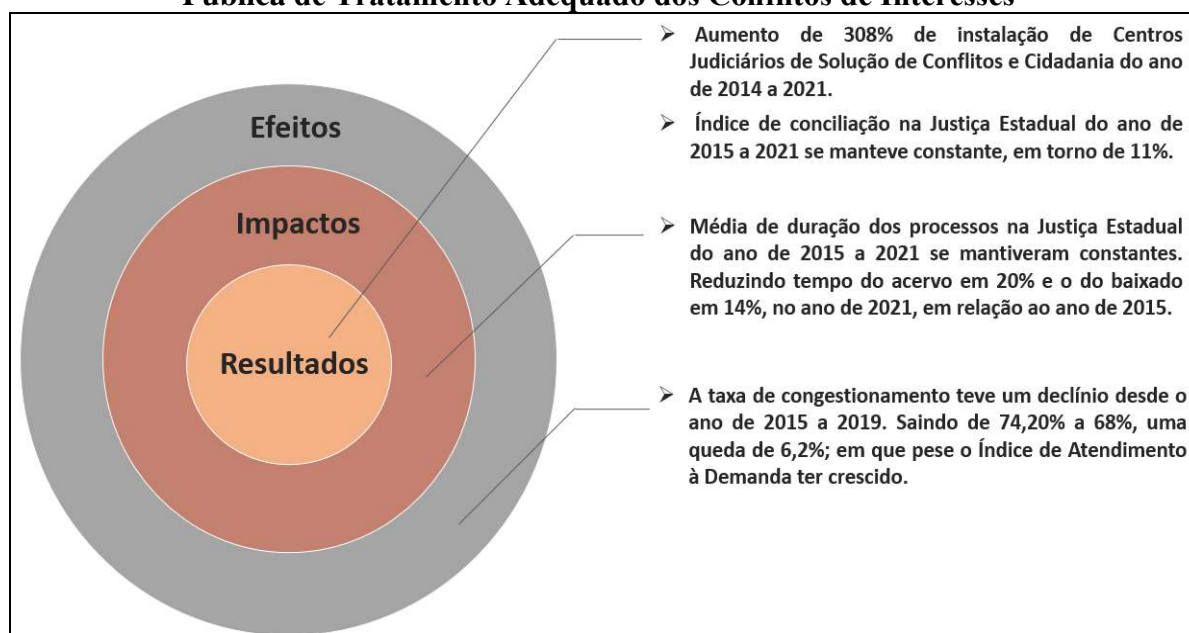 Pública de Tratamento Adequado dos Conflitos de Interesses
Efeitos
Impactos
Resultados
➢ Aumento de 308% de instalação de Centros
Judiciários de Solução de Conflitos e Cidadania do ano
de 2014 a 2021.
➢ Índice de conciliação na Justiça Estadual do ano de
2015 a 2021 se manteve constante, em torno de 11%.
➢ Média de duração dos processos na Justiça Estadual
do ano de 2015 a 2021 se mantiveram constantes.
Reduzindo tempo do acervo em 20% e o do baixado
em 14%, no ano de 2021, em relação ao ano de 2015.
➢ A taxa de congestionamento teve um declínio desde o
ano de 2015 a 2019. Saindo de 74,20% a 68%, uma
queda de 6,2%; em que pese o Índice de Atendimento
à Demanda ter crescido.